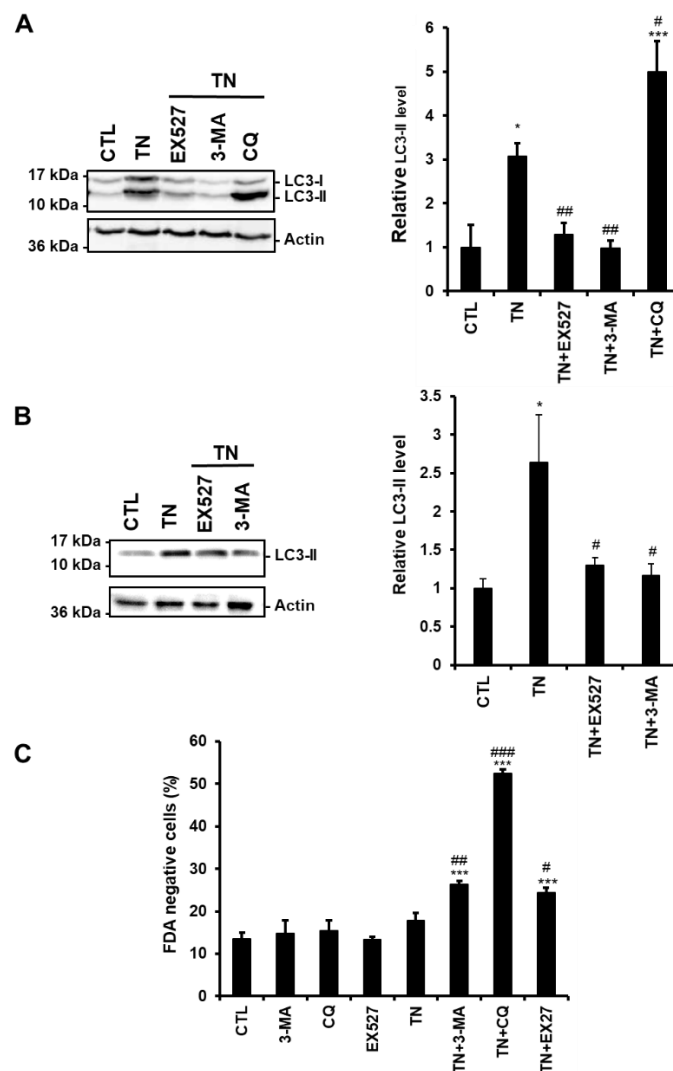 A
TN
CTL
TN
EX527
3-MA
CQ
17 kDa
LC3-I
LC3-II
10 kDa
Actin
36 kDa
Relative LC3-II level
6
5
4
3
2
1
0
*
##
##
#
***
CTL
TN
TN+EX527
TN+3-MA
TN+CQ
B
TN
CTL
TN
EX527
3-MA
17 kDa
LC3-II
10 kDa
Actin
36 kDa
Relative LC3-II level
3.5
3
2.5
2
1.5
1
0.5
0
*
#
#
CTL
TN
TN+EX527
TN+3-MA
C
FDA negative cells (%)
60
50
40
30
20
10
0
##
***
###
***
#
***
CTL
3-MA
CQ
EX527
TN
TN+3-MA
TN+CQ
TN+EX27